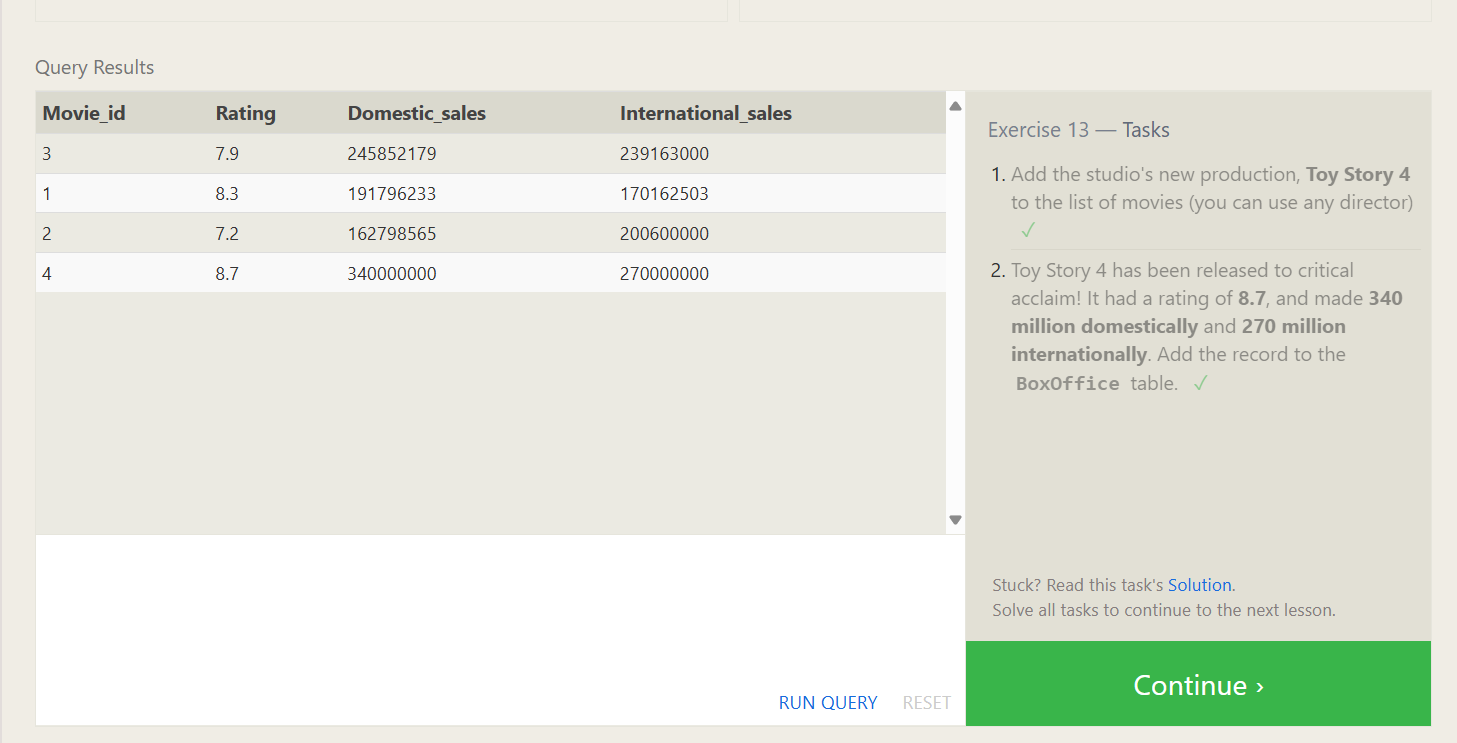 Query Results
Movie_id Rating Domestic_sales International_sales
3 7.9 245852179 239163000
1 8.3 191796233 170162503
2 7.2 162798565 200600000
4 8.7 340000000 270000000
RUN QUERY RESET
Exercise 13 — Tasks
1. Add the studio's new production, Toy Story 4
to the list of movies (you can use any director)
✓
2. Toy Story 4 has been released to critical
acclaim! It had a rating of 8.7, and made 340
million domestically and 270 million
internationally. Add the record to the
BoxOffice table. ✓
Stuck? Read this task's Solution.
Solve all tasks to continue to the next lesson.
Continue ›